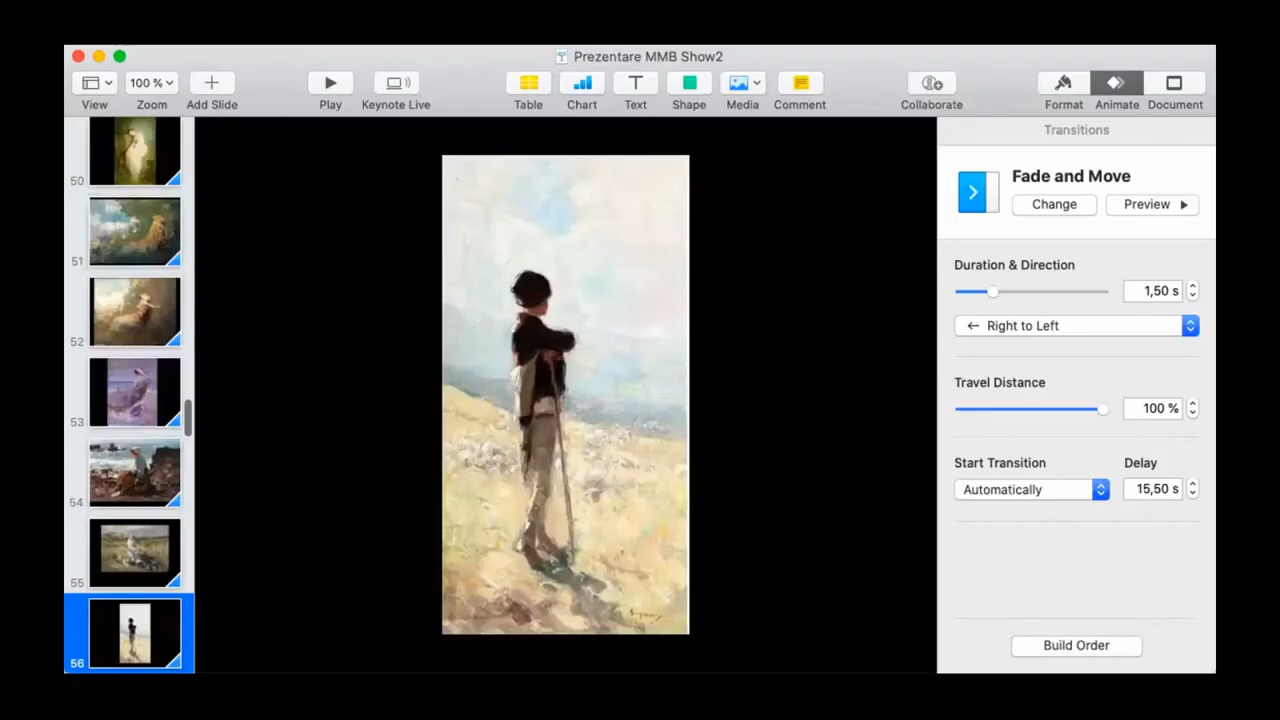 Prezentare MMB Show2
100 %
View
Zoom
Add Slide
Play
Keynote Live
Table
Chart
Text
Shape
Media
Comment
Collaborate
Format
Animate
Document
50
51
52
53
54
55
56
Transitions
Fade and Move
Change
Preview
Duration & Direction
1,50 s
← Right to Left
Travel Distance
100 %
Start Transition
Delay
Automatically
15,50 s
Build Order